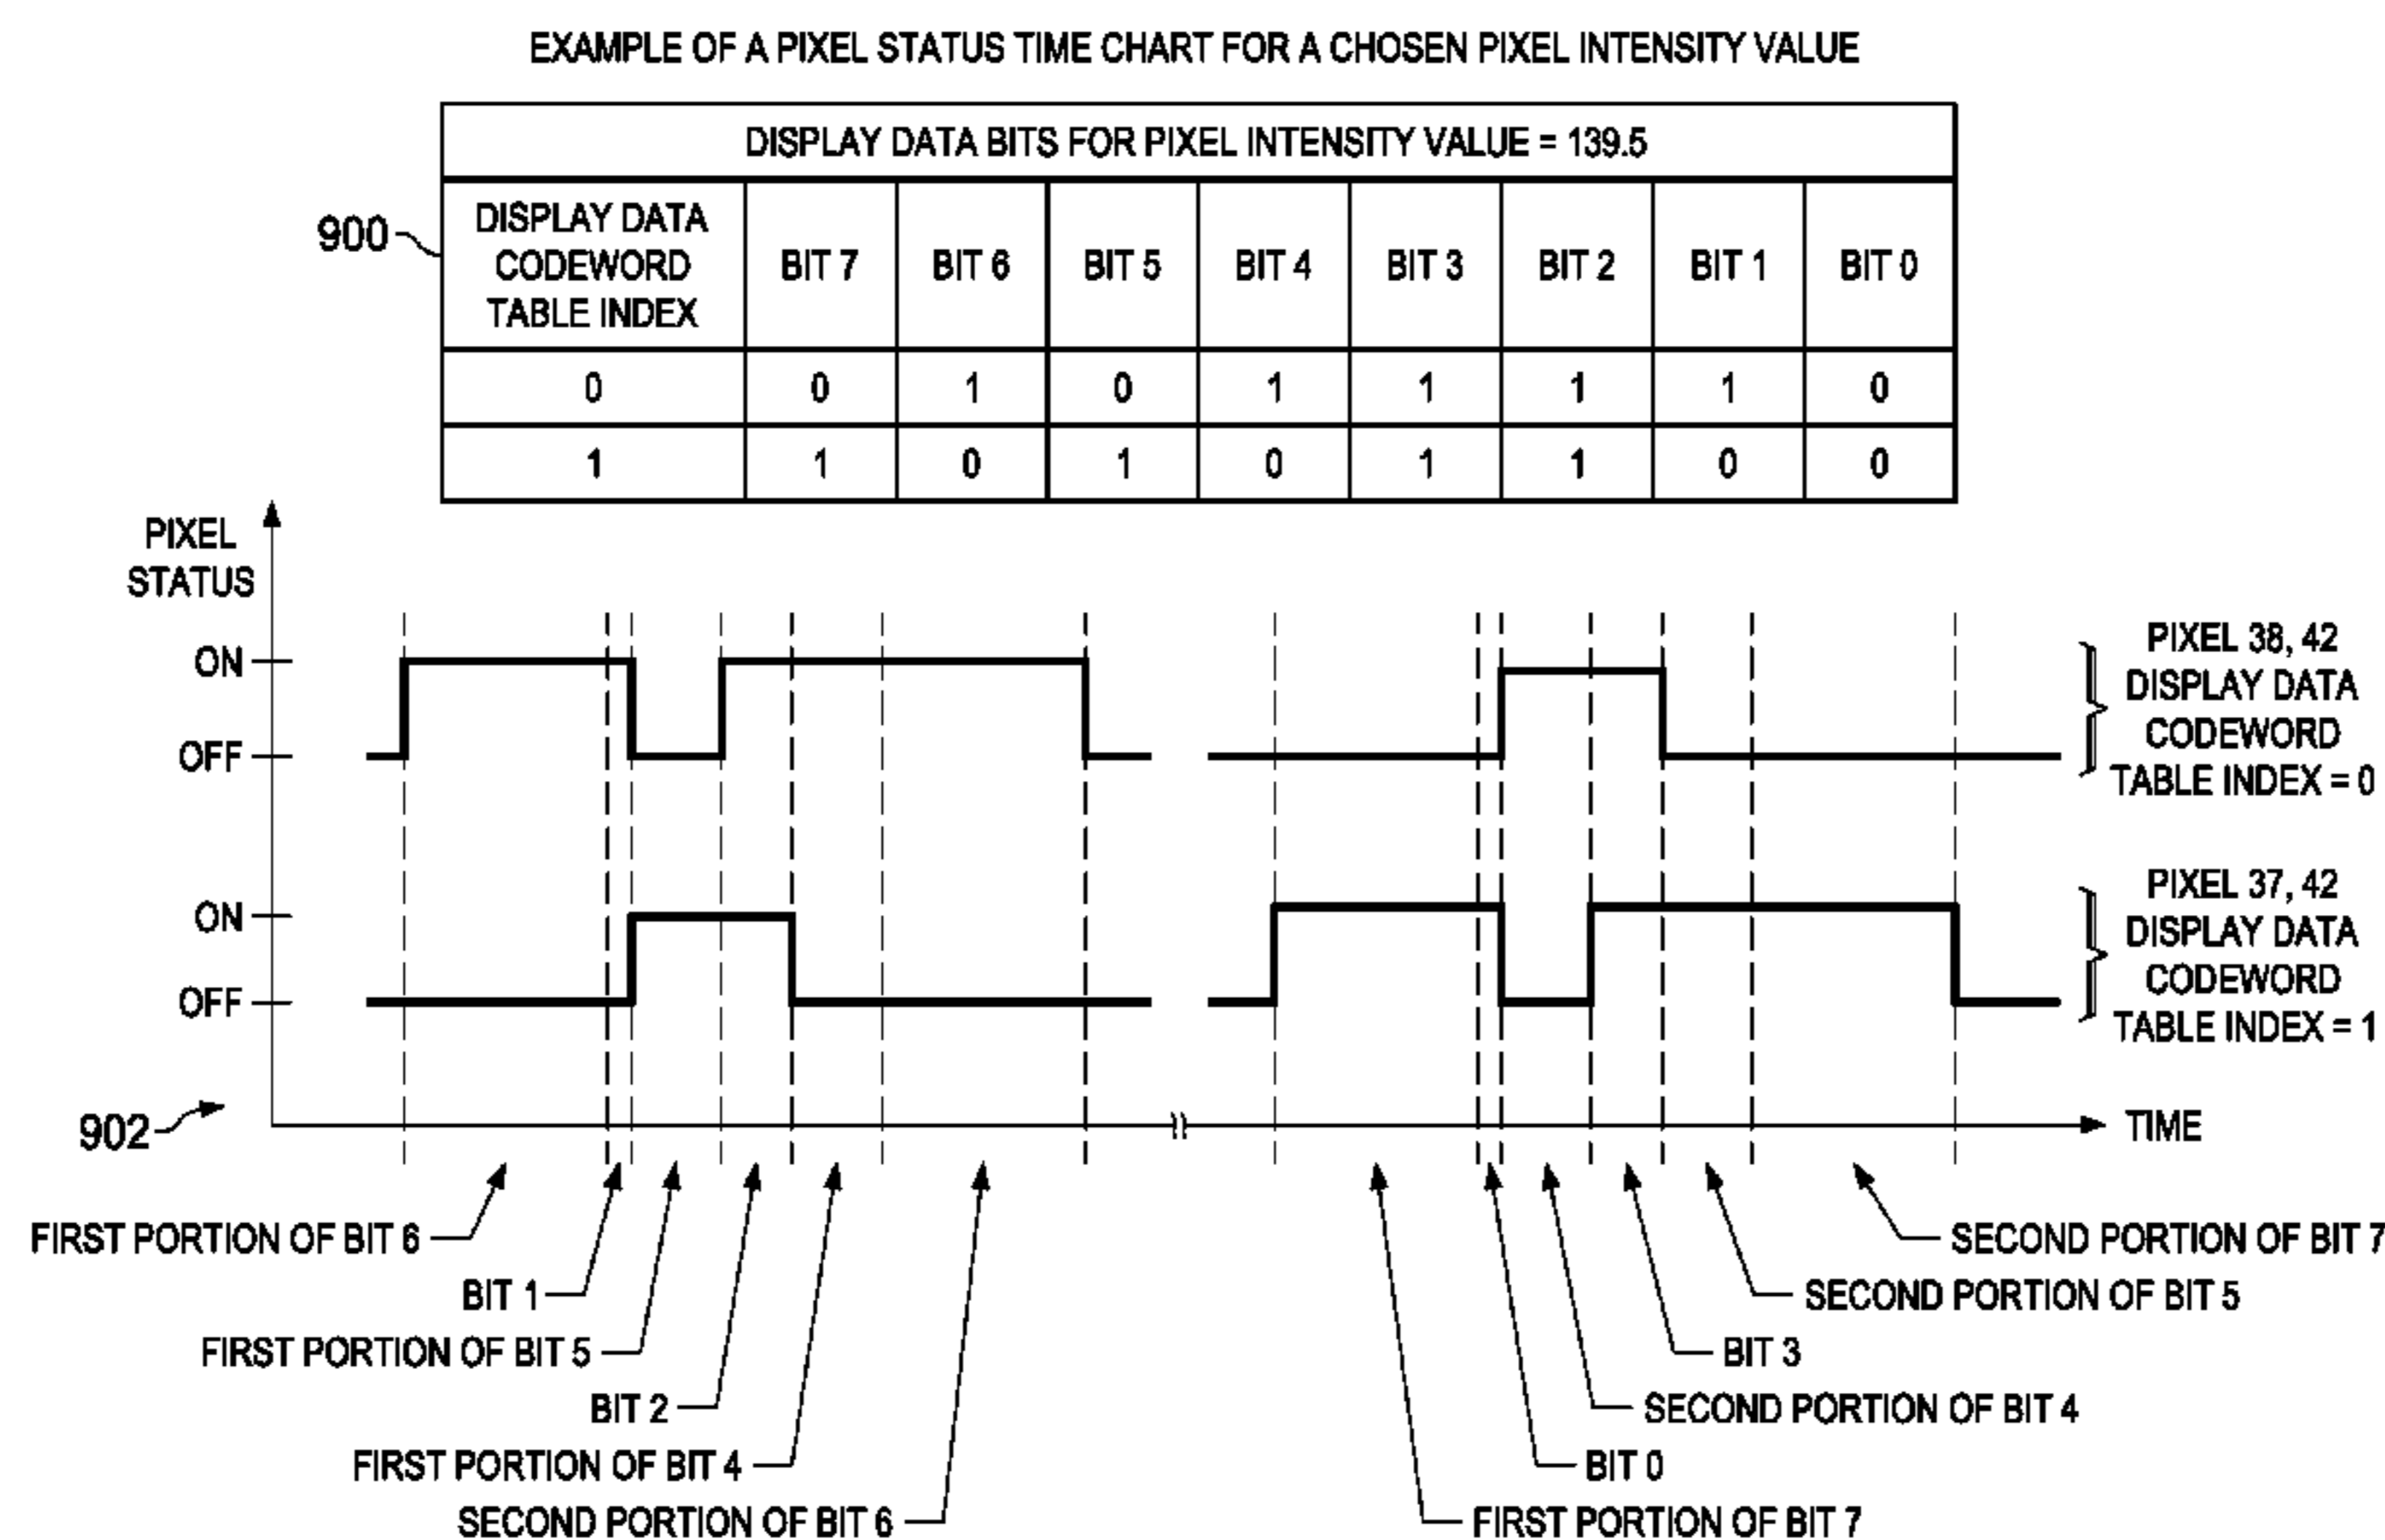 EXAMPLE OF A PIXEL STATUS TIME CHART FOR A CHOSEN PIXEL INTENSITY VALUE
DISPLAY DATA BITS FOR PIXEL INTENSITY VALUE = 139.5
900
DISPLAY DATA
CODEWORD
TABLE INDEX
BIT 7 BIT 6 BIT 5 BIT 4 BIT 3 BIT 2 BIT 1 BIT 0
0 0 1 0 1 1 1 1 0
1 1 0 1 0 1 1 0 0
PIXEL
STATUS
ON
OFF
PIXEL 38, 42
DISPLAY DATA
CODEWORD
TABLE INDEX = 0
ON
OFF
PIXEL 37, 42
DISPLAY DATA
CODEWORD
TABLE INDEX = 1
902
TIME
FIRST PORTION OF BIT 6
BIT 1
FIRST PORTION OF BIT 5
BIT 2
FIRST PORTION OF BIT 4
SECOND PORTION OF BIT 6
SECOND PORTION OF BIT 7
SECOND PORTION OF BIT 5
BIT 3
SECOND PORTION OF BIT 4
BIT 0
FIRST PORTION OF BIT 7